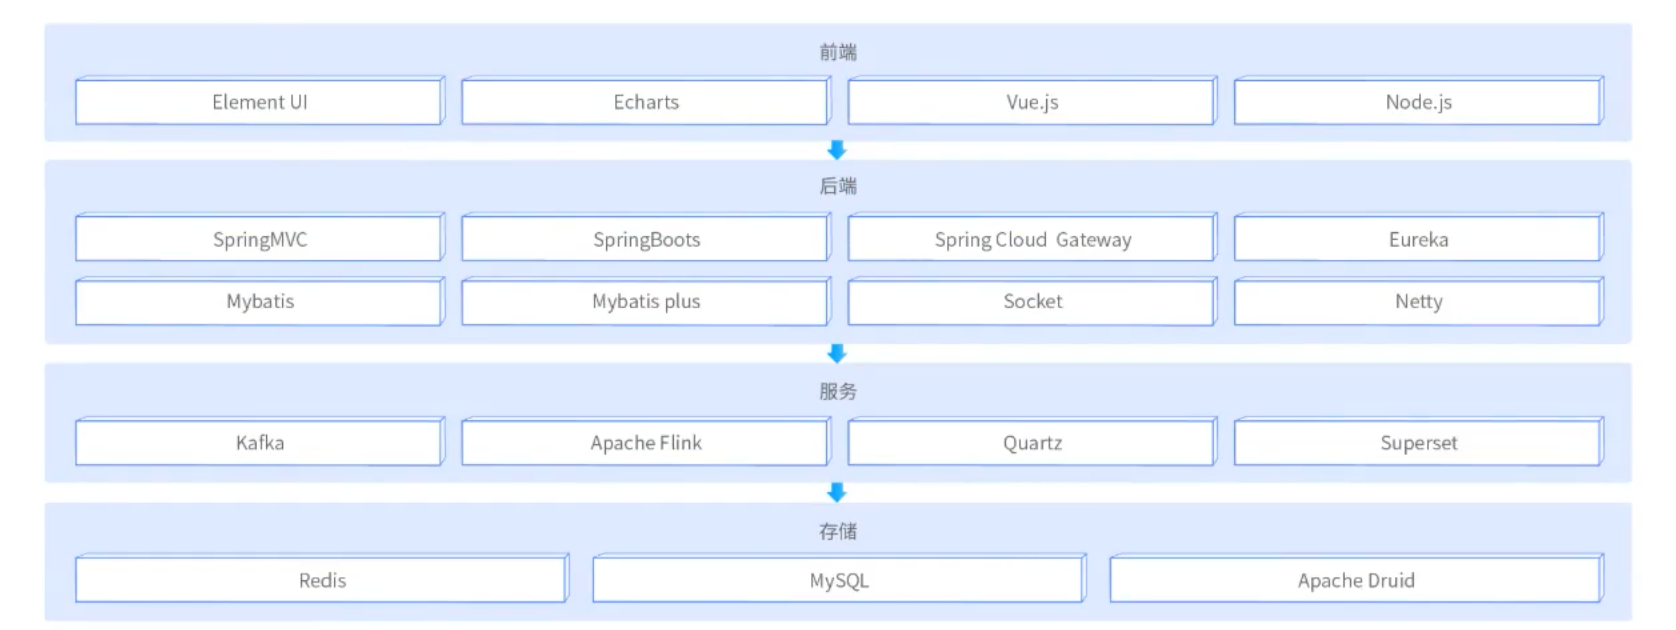 前端
Element UI Echarts Vue.js Node.js
后端
SpringMVC SpringBoots Spring Cloud Gateway Eureka
Mybatis Mybatis plus Socket Netty
服务
Kafka Apache Flink Quartz Superset
存储
Redis MySQL Apache Druid